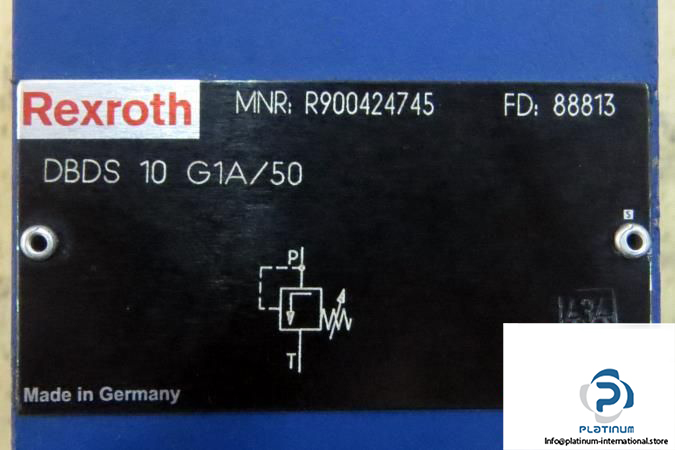 Rexroth MNR: R900424745 FD: 88813
DBDS 10 G1A/50
S
P
T
Made in Germany
PLATINUM
info@platinum-international.store